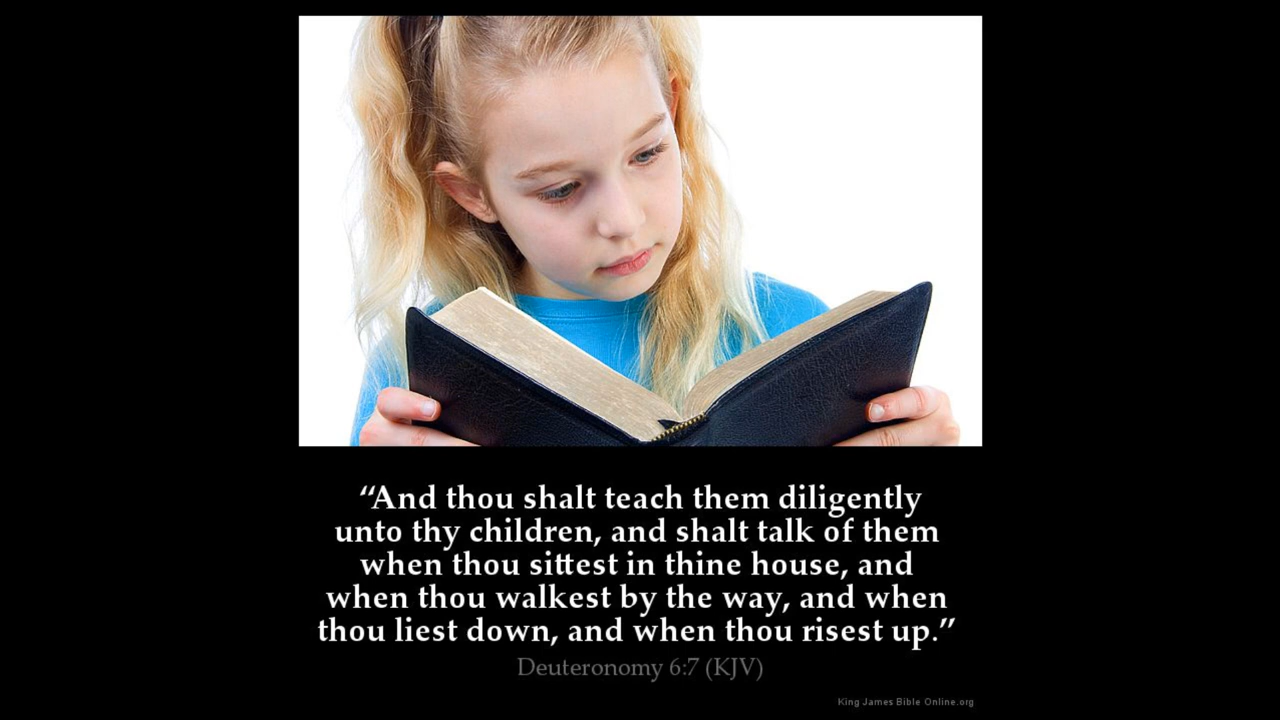 “And thou shalt teach them diligently
unto thy children, and shalt talk of them
when thou sittest in thine house, and
when thou walkest by the way, and when
thou liest down, and when thou risest up.”
Deuteronomy 6:7 (KJV)
King James Bible Online.org